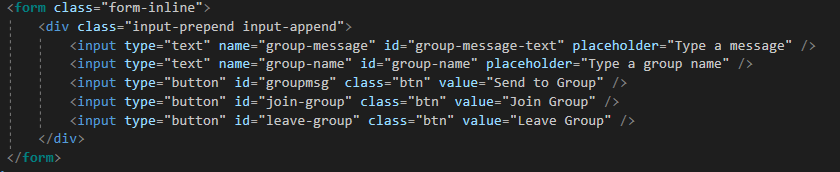 <form class="form-inline">
<div class="input-prepend input-append">
<input type="text" name="group-message" id="group-message-text" placeholder="Type a message" />
<input type="text" name="group-name" id="group-name" placeholder="Type a group name" />
<input type="button" id="groupmsg" class="btn" value="Send to Group" />
<input type="button" id="join-group" class="btn" value="Join Group" />
<input type="button" id="leave-group" class="btn" value="Leave Group" />
</div>
</form>